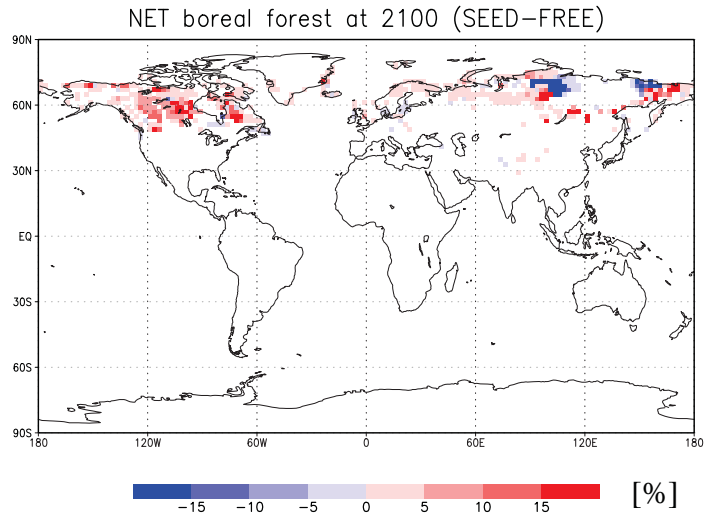 NET boreal forest at 2100 (SEED−FREE)
90N
60N
30N
EQ
30S
60S
90S
180 120W 60W 0 60E 120E 180
−15 −10 −5 0 5 10 15 [%]